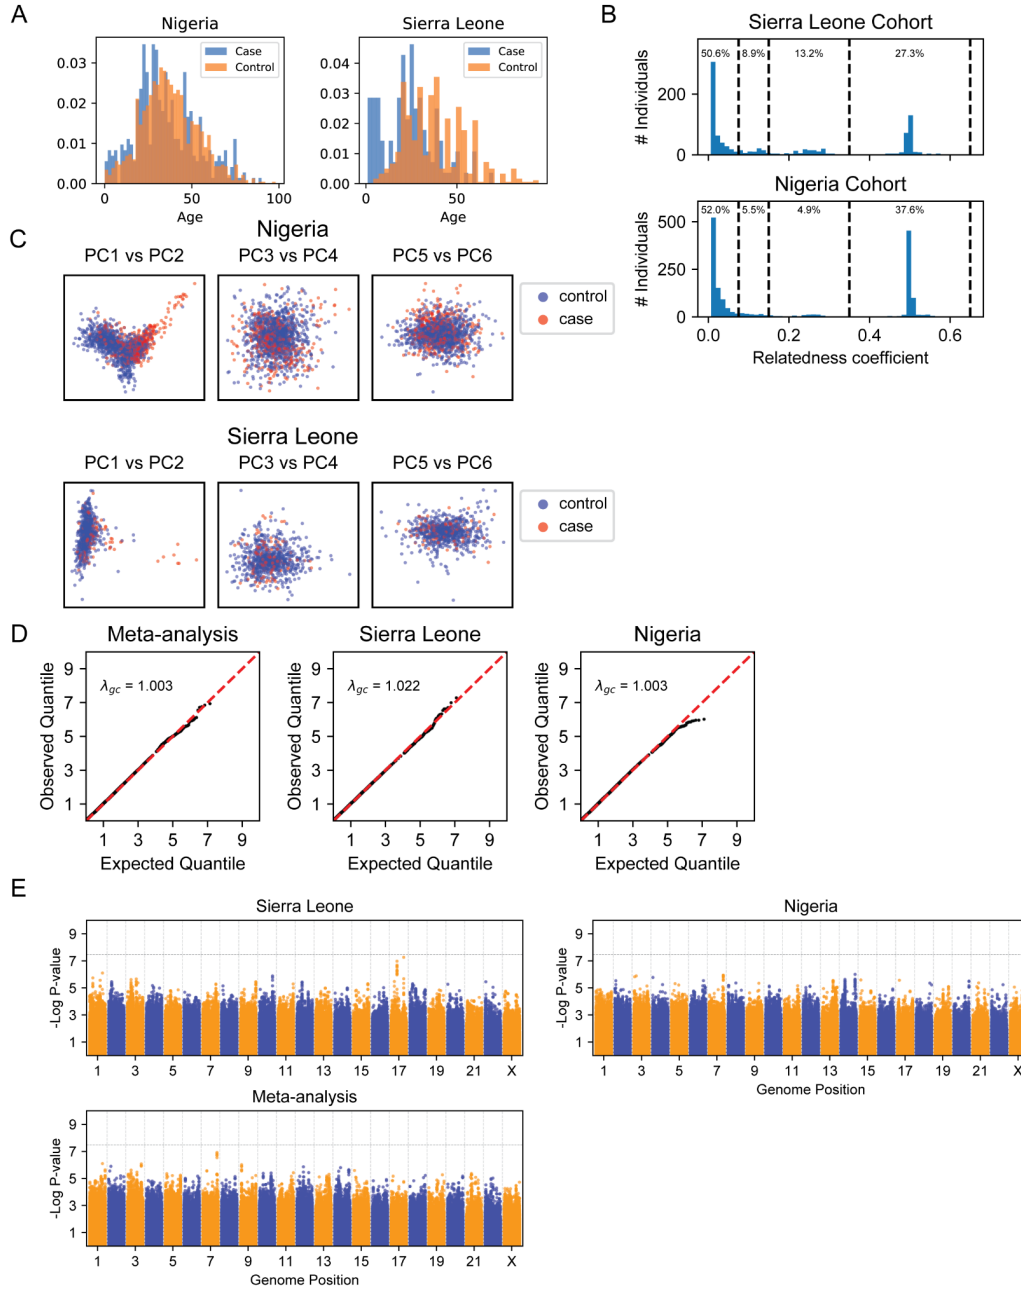 A
Nigeria
Case
Control
0.03
0.02
0.01
0.00
0
50
100
Age
Sierra Leone
Case
Control
0.04
0.03
0.02
0.01
0.00
0
50
Age
B
Sierra Leone Cohort
50.6%
8.9%
13.2%
27.3%
# Individuals
200
0
Nigeria Cohort
52.0%
5.5%
4.9%
37.6%
# Individuals
500
250
0
0.0
0.2
0.4
0.6
Relatedness coefficient
C
Nigeria
PC1 vs PC2
PC3 vs PC4
PC5 vs PC6
control
case
Sierra Leone
PC1 vs PC2
PC3 vs PC4
PC5 vs PC6
control
case
D
Meta-analysis
λgc = 1.003
Observed Quantile
9
7
5
3
1
1 3 5 7 9
Expected Quantile
Sierra Leone
λgc = 1.022
Observed Quantile
9
7
5
3
1
1 3 5 7 9
Expected Quantile
Nigeria
λgc = 1.003
Observed Quantile
9
7
5
3
1
1 3 5 7 9
Expected Quantile
E
Sierra Leone
-Log P-value
9
7
5
3
1
1 3 5 7 9 11 13 15 17 19 21 X
Nigeria
-Log P-value
9
7
5
3
1
1 3 5 7 9 11 13 15 17 19 21 X
Genome Position
Meta-analysis
-Log P-value
9
7
5
3
1
1 3 5 7 9 11 13 15 17 19 21 X
Genome Position